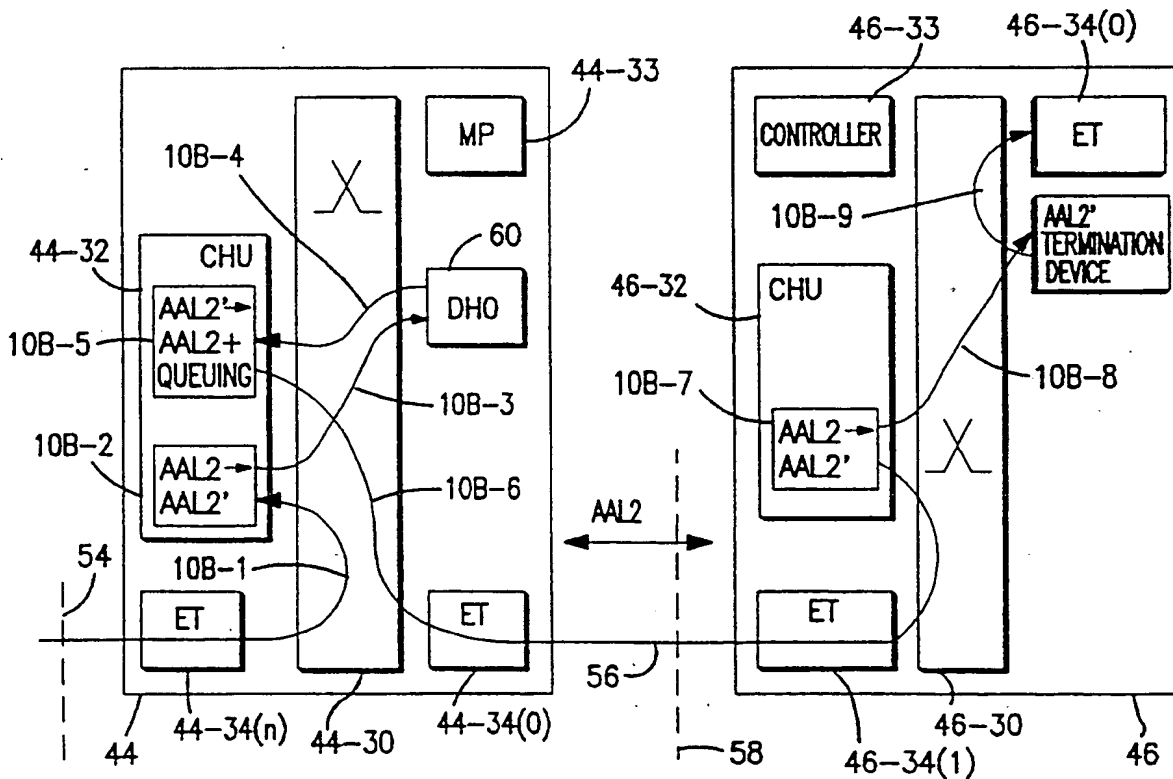 46-33
46-34(0)
44-33
MP
CONTROLLER
ET
10B-4
10B-9
AAL2'
TERMINATION
DEVICE
44-32
CHU
60
DHO
46-32
CHU
AAL2'→
AAL2+
QUEUING
10B-5
10B-3
10B-8
10B-7
10B-2
AAL2→
AAL2'
10B-6
AAL2→
AAL2'
AAL2
54
10B-1
ET
ET
ET
56
44
44-34(n)
44-30
44-34(0)
58
46-34(1)
46-30
46